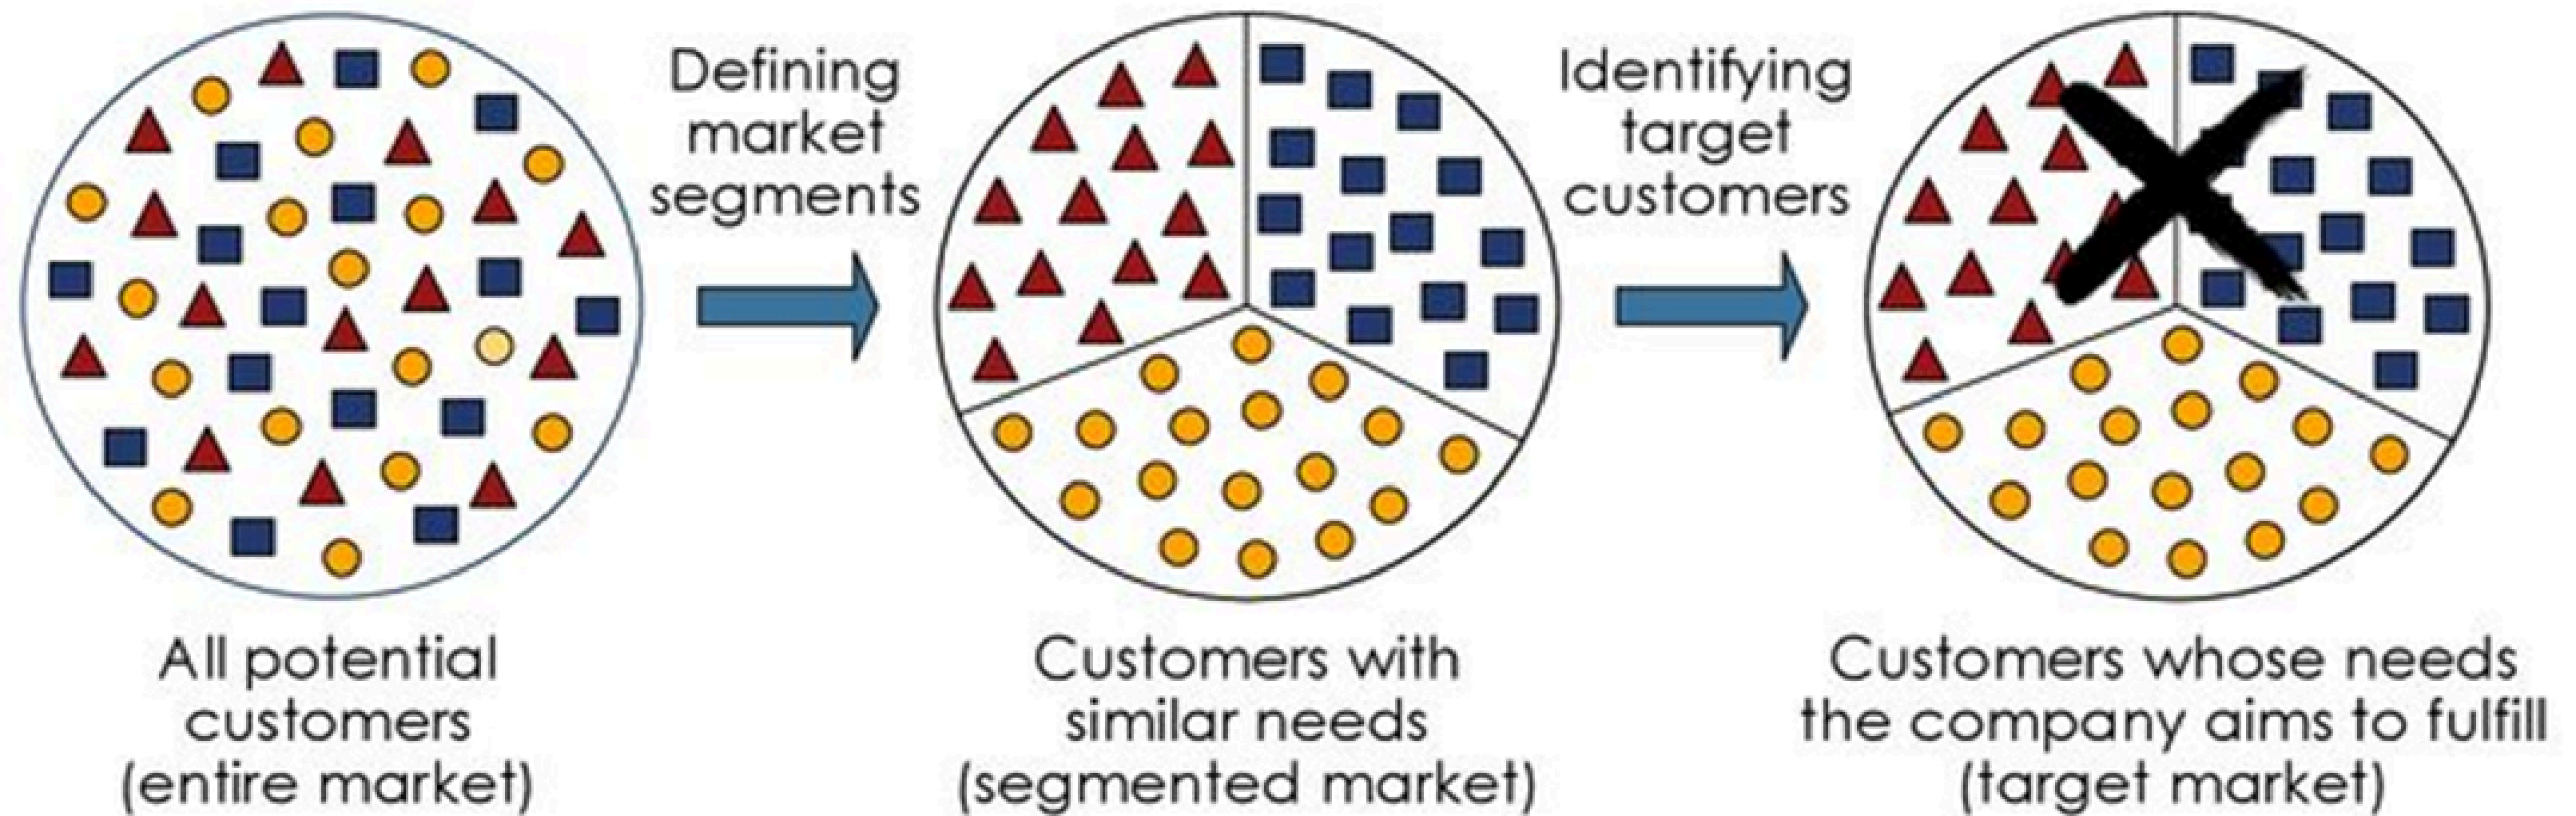 Defining
market
segments
Identifying
target
customers
All potential
customers
(entire market)
Customers with
similar needs
(segmented market)
Customers whose needs
the company aims to fulfill
(target market)